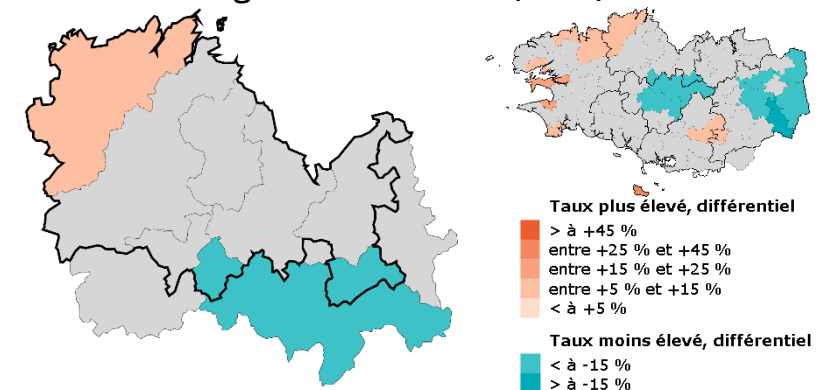 Taux plus élevé, différentiel
> à +45 %
entre +25 % et +45 %
entre +15 % et +25 %
entre +5 % et +15 %
< à +5 %
Taux moins élevé, différentiel
< à -15 %
> à -15 %